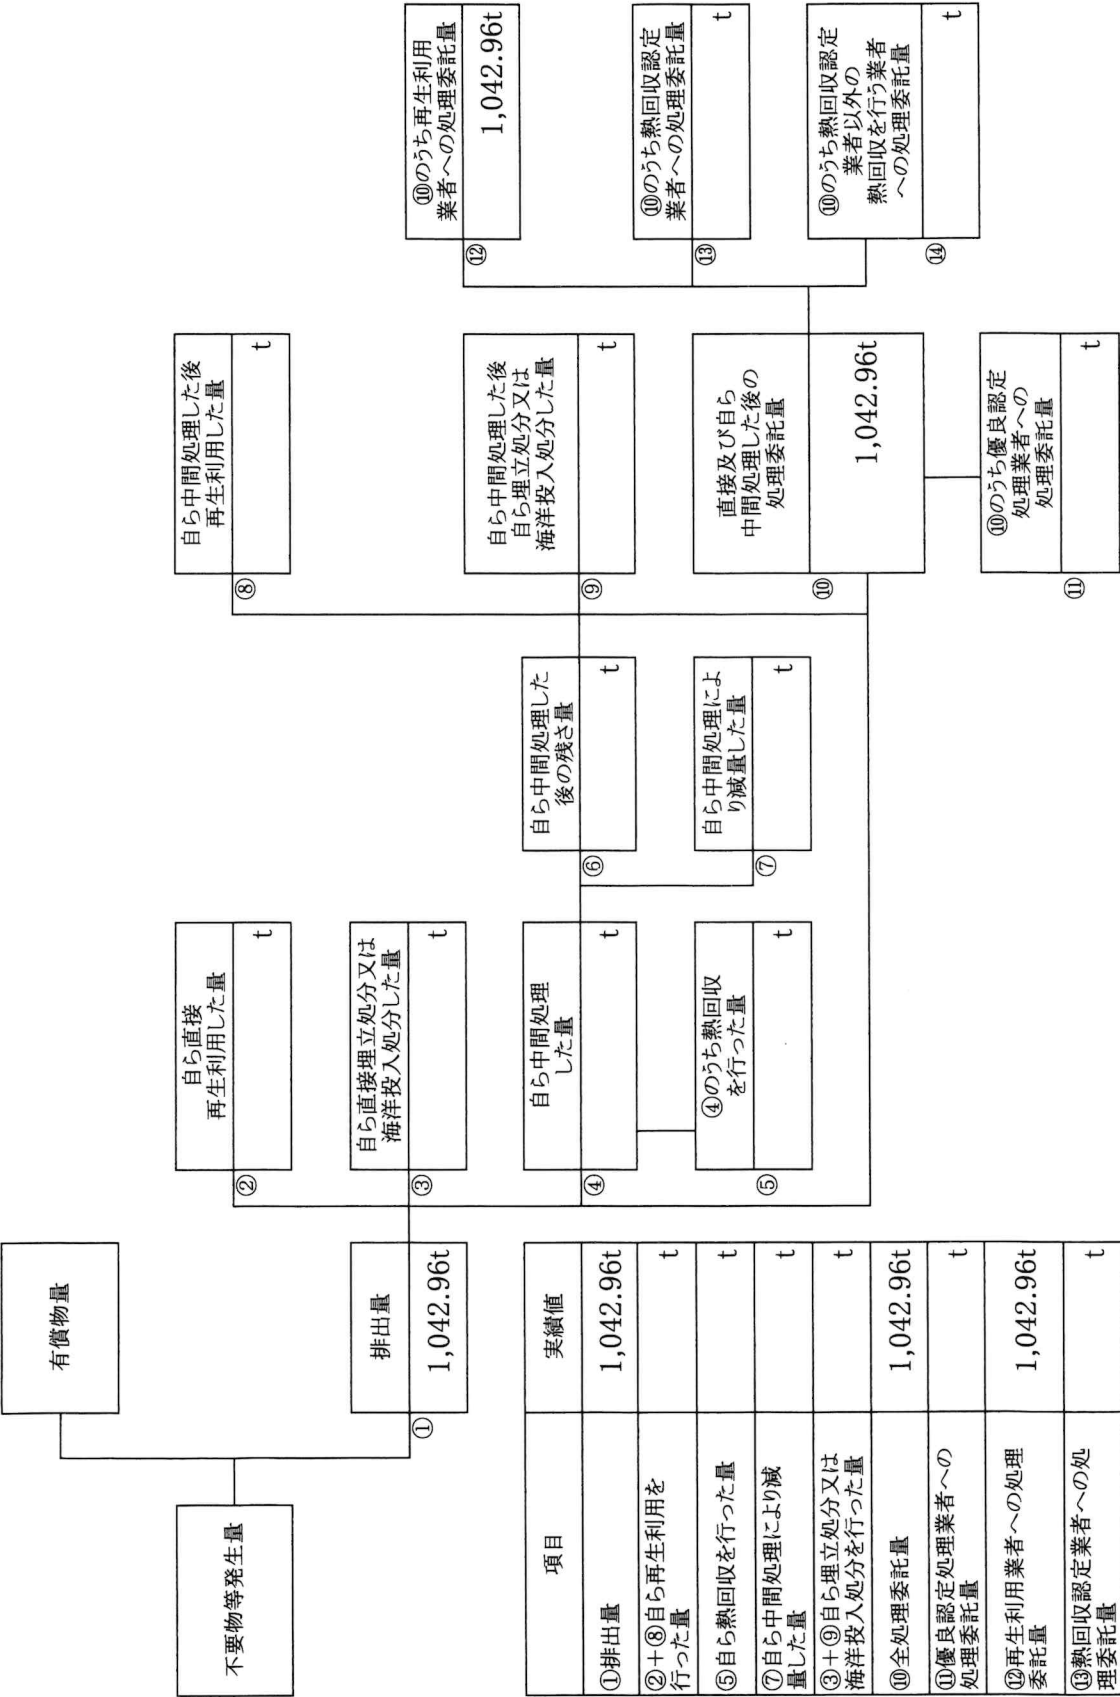 不要物等発生量
有償物量
①
排出量
1,042.96t
②
自ら直接
再生利用した量
t
③
自ら直接埋立処分又は
海洋投入処分した量
t
④
自ら中間処理
した量
t
⑤
④のうち熱回収
を行った量
t
⑥
自ら中間処理した
後の残さ量
t
⑦
自ら中間処理によ
り減量した量
t
⑧
自ら中間処理した後
再生利用した量
t
⑨
自ら中間処理した後
自ら埋立処分又は
海洋投入処分した量
t
⑩
直接及び自ら
中間処理した後の
処理委託量
1,042.96t
⑪
⑩のうち優良認定
処理業者への
処理委託量
t
⑫
⑩のうち再生利用
業者への処理委託量
1,042.96t
⑬
⑩のうち熱回収認定
業者への処理委託量
t
⑭
⑩のうち熱回収認定
業者以外の
熱回収を行う業者
への処理委託量
t
項目 実績値
①排出量 1,042.96t
②+⑧自ら再生利用を
行った量 t
⑤自ら熱回収を行った量 t
⑦自ら中間処理により減
量した量 t
③+⑨自ら埋立処分又は
海洋投入処分を行った量 t
⑩全処理委託量 1,042.96t
⑪優良認定処理業者への
処理委託量 t
⑫再生利用業者への処理
委託量 1,042.96t
⑬熱回収認定業者への処
理委託量 t